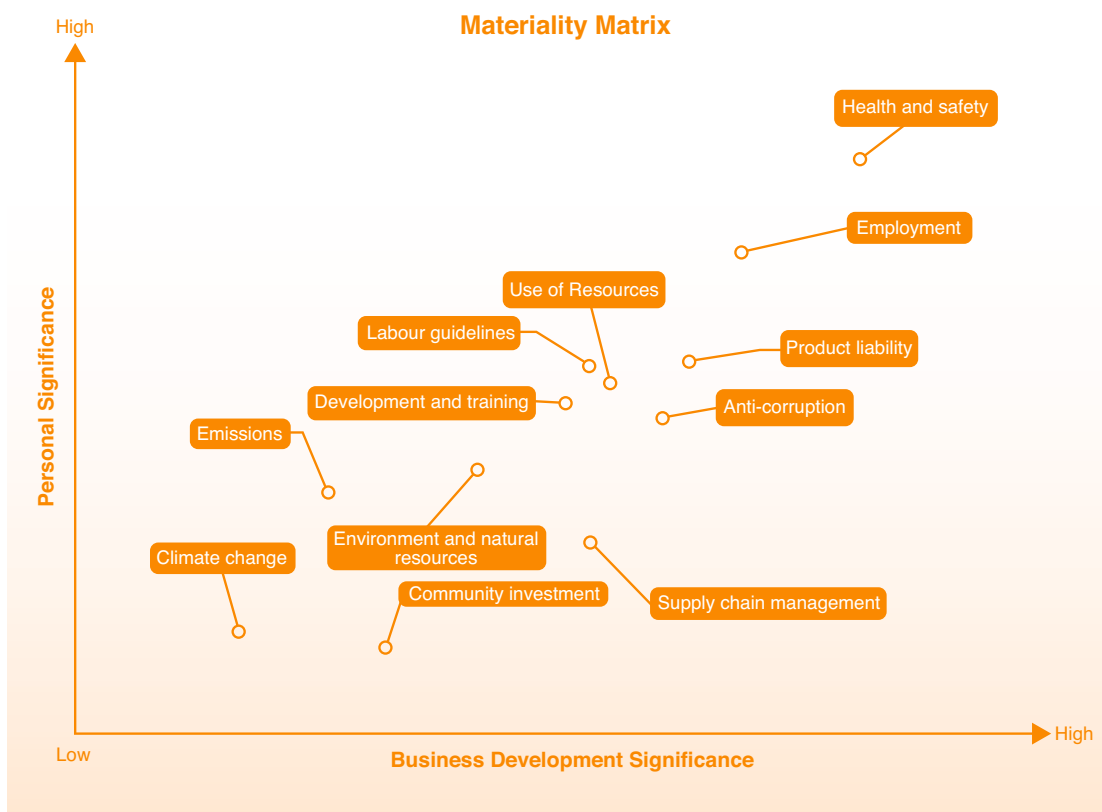 Materiality Matrix
High
Health and safety
Employment
Use of Resources
Labour guidelines
Product liability
Development and training
Anti-corruption
Emissions
Personal Significance
Environment and natural
resources
Climate change
Community investment
Supply chain management
Low
Business Development Significance
High